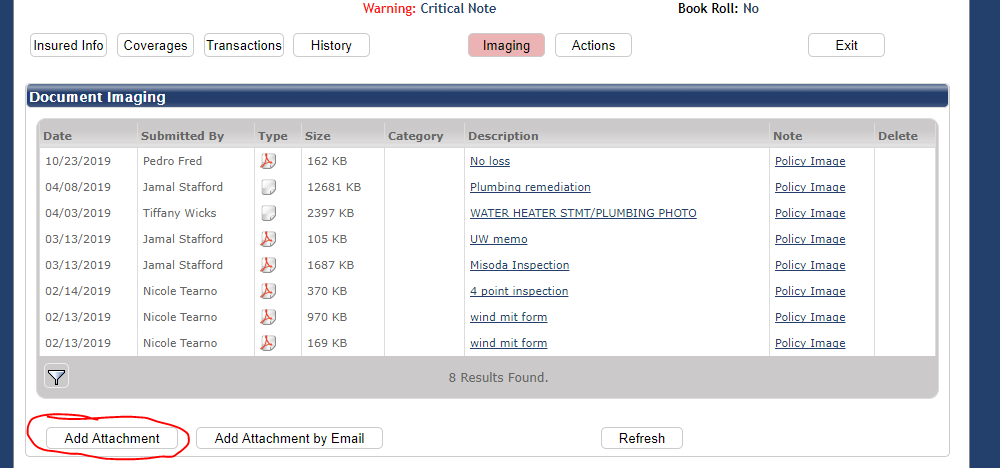 Warning: Critical Note Book Roll: No
Insured Info Coverages Transactions History Imaging Actions Exit
Document Imaging
Date Submitted By Type Size Category Description Note Delete
10/23/2019 Pedro Fred 162 KB No loss Policy Image
04/08/2019 Jamal Stafford 12681 KB Plumbing remediation Policy Image
04/03/2019 Tiffany Wicks 2397 KB WATER HEATER STMT/PLUMBING PHOTO Policy Image
03/13/2019 Jamal Stafford 105 KB UW memo Policy Image
03/13/2019 Jamal Stafford 1687 KB Misoda Inspection Policy Image
02/14/2019 Nicole Tearno 370 KB 4 point inspection Policy Image
02/13/2019 Nicole Tearno 970 KB wind mit form Policy Image
02/13/2019 Nicole Tearno 169 KB wind mit form Policy Image
8 Results Found.
Add Attachment Add Attachment by Email Refresh